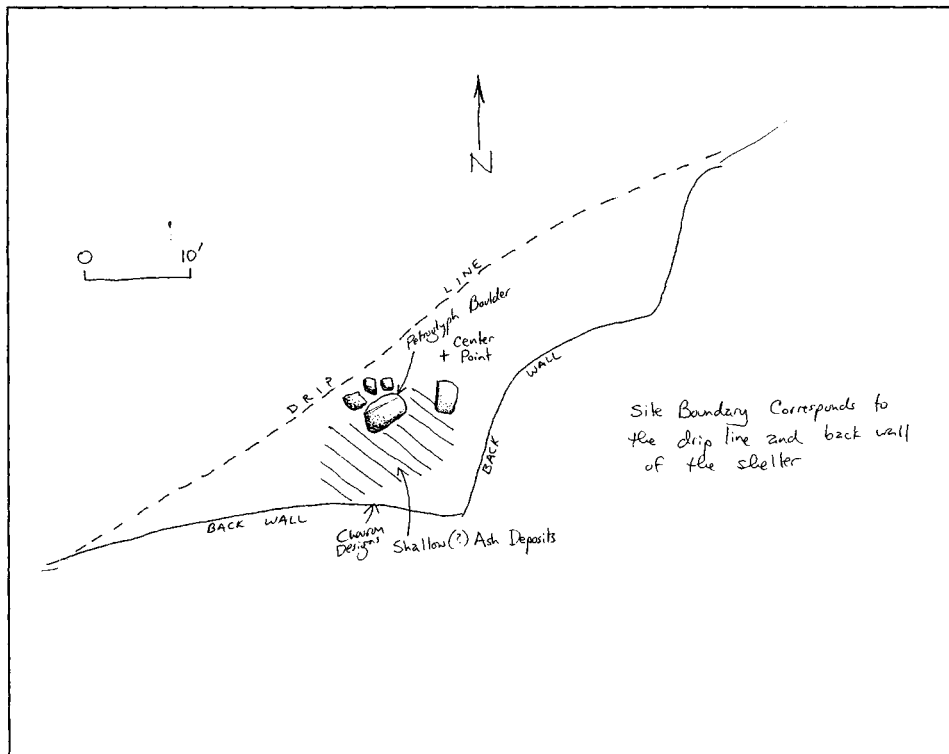 N
0 10'
DRIP LINE
Petroglyph Boulder
Center
+ Point
WALL
BACK
Site Boundary Corresponds to
the drip line and back wall
of the shelter
BACK WALL
Chevron
Designs
Shallow(?) Ash Deposits